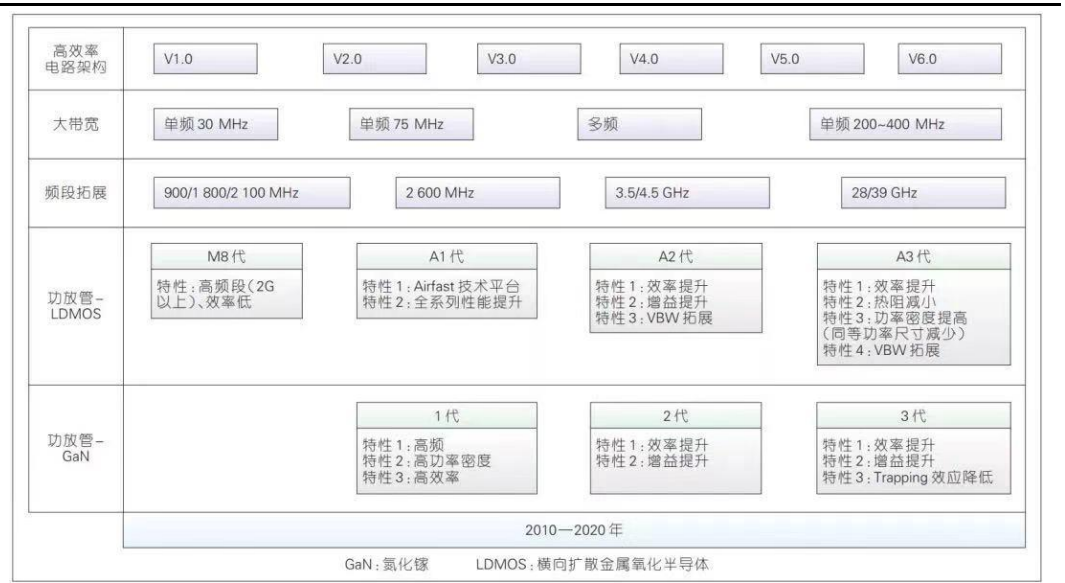 高效率
电路架构
V1.0
V2.0
V3.0
V4.0
V5.0
V6.0
大带宽
单频 30 MHz
单频 75 MHz
多频
单频 200~400 MHz
频段拓展
900/1 800/2 100 MHz
2 600 MHz
3.5/4.5 GHz
28/39 GHz
功放管-
LDMOS
M8 代
特性：高频段（2G
以上）、效率低
A1 代
特性 1：Airfast 技术平台
特性 2：全系列性能提升
A2 代
特性 1：效率提升
特性 2：增益提升
特性 3：VBW 拓展
A3 代
特性 1：效率提升
特性 2：热阻减小
特性 3：功率密度提高
（同等功率尺寸减少）
特性 4：VBW 拓展
功放管-
GaN
1 代
特性 1：高频
特性 2：高功率密度
特性 3：高效率
2 代
特性 1：效率提升
特性 2：增益提升
3 代
特性 1：效率提升
特性 2：增益提升
特性 3：Trapping 效应降低
2010—2020 年
GaN：氮化镓 LDMOS：横向扩散金属氧化半导体